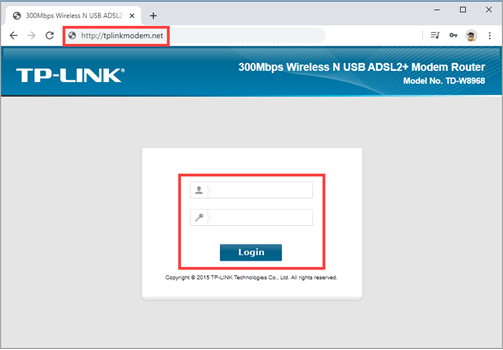 300Mbps Wireless N USB ADSL2+
http://tplinkmodem.net
TP-LINK®
300Mbps Wireless N USB ADSL2+ Modem Router
Model No. TD-W8968
Login
Copyright © 2015 TP-LINK Technologies Co., Ltd. All rights reserved.